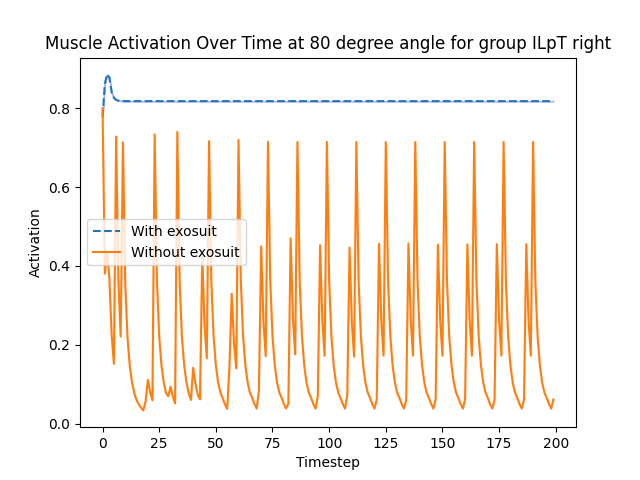 Muscle Activation Over Time at 80 degree angle for group ILpT right
Activation
0.8
0.6
0.4
0.2
0.0
With exosuit
Without exosuit
0 25 50 75 100 125 150 175 200
Timestep